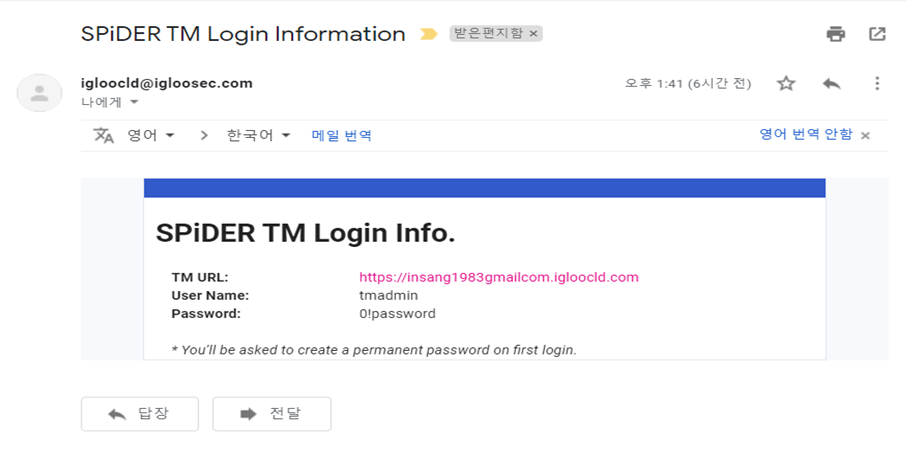 SPiDER TM Login Information 받은편지함 ×
igloocld@igloosec.com 오후 1:41 (6시간 전)
나에게
영어 > 한국어 메일 번역 영어 번역 안함 ×
SPiDER TM Login Info.
TM URL: https://insang1983gmailcom.igloocld.com
User Name: tmadmin
Password: 0!password
* You'll be asked to create a permanent password on first login.
답장 전달